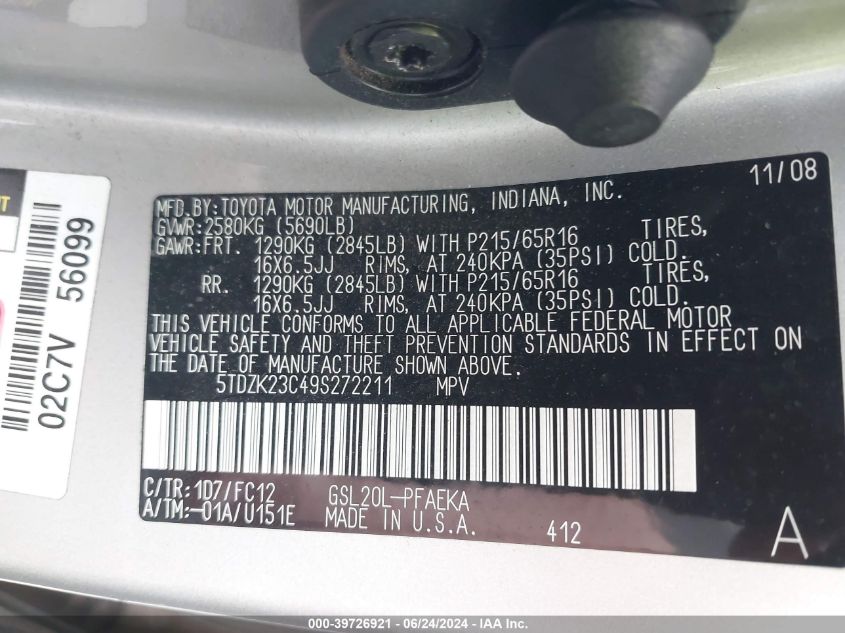 11/08
MFD.BY:TOYOTA MOTOR MANUFACTURING, INDIANA, INC.
GVWR:2580KG (5690LB)
GAWR:FRT. 1290KG (2845LB) WITH P215/65R16 TIRES,
16X6.5JJ RIMS, AT 240KPA (35PSI) COLD.
RR. 1290KG (2845LB) WITH P215/65R16 TIRES,
16X6.5JJ RIMS, AT 240KPA (35PSI) COLD.
THIS VEHICLE CONFORMS TO ALL APPLICABLE FEDERAL MOTOR
VEHICLE SAFETY AND THEFT PREVENTION STANDARDS IN EFFECT ON
THE DATE OF MANUFACTURE SHOWN ABOVE.
5TDZK23C49S272211 MPV
C/TR:1D7/FC12 GSL20L-PFAEKA
A/TM:-01A/U151E MADE IN U.S.A. 412
A
02C7V 56099
000-39726921 / 06/24/2024 / IAA Inc.